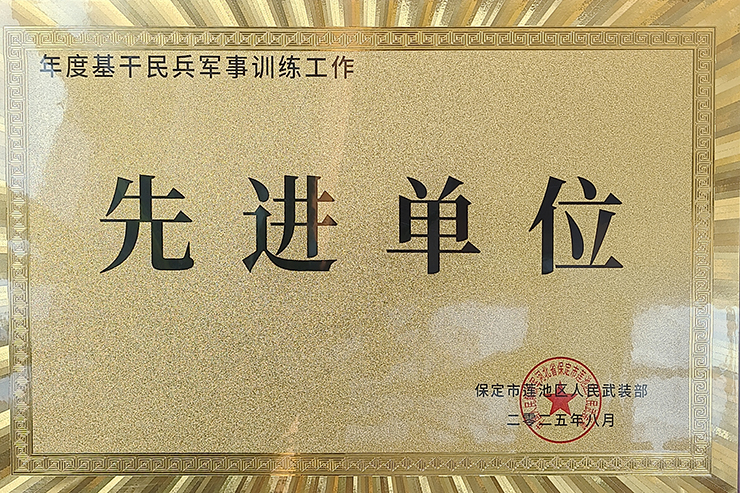 年度基干民兵军事训练工作
先进单位
保定市莲池区人民武装部
二零二五年八月